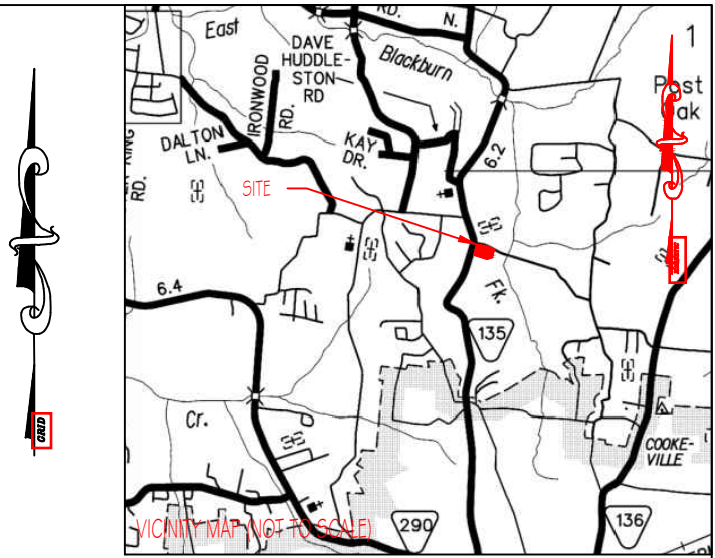 RD.
N.
East
DAVE
HUDDLE-
STON
RD
Blackburn
1
Post
Oak
IRONWOOD
RD.
DALTON
LN.
KAY
DR.
6.2
KING
RD.
SITE
6.4
Fk.
135
Cr.
COOKE-
VILLE
VICINITY MAP (NOT TO SCALE)
290
136
GRID